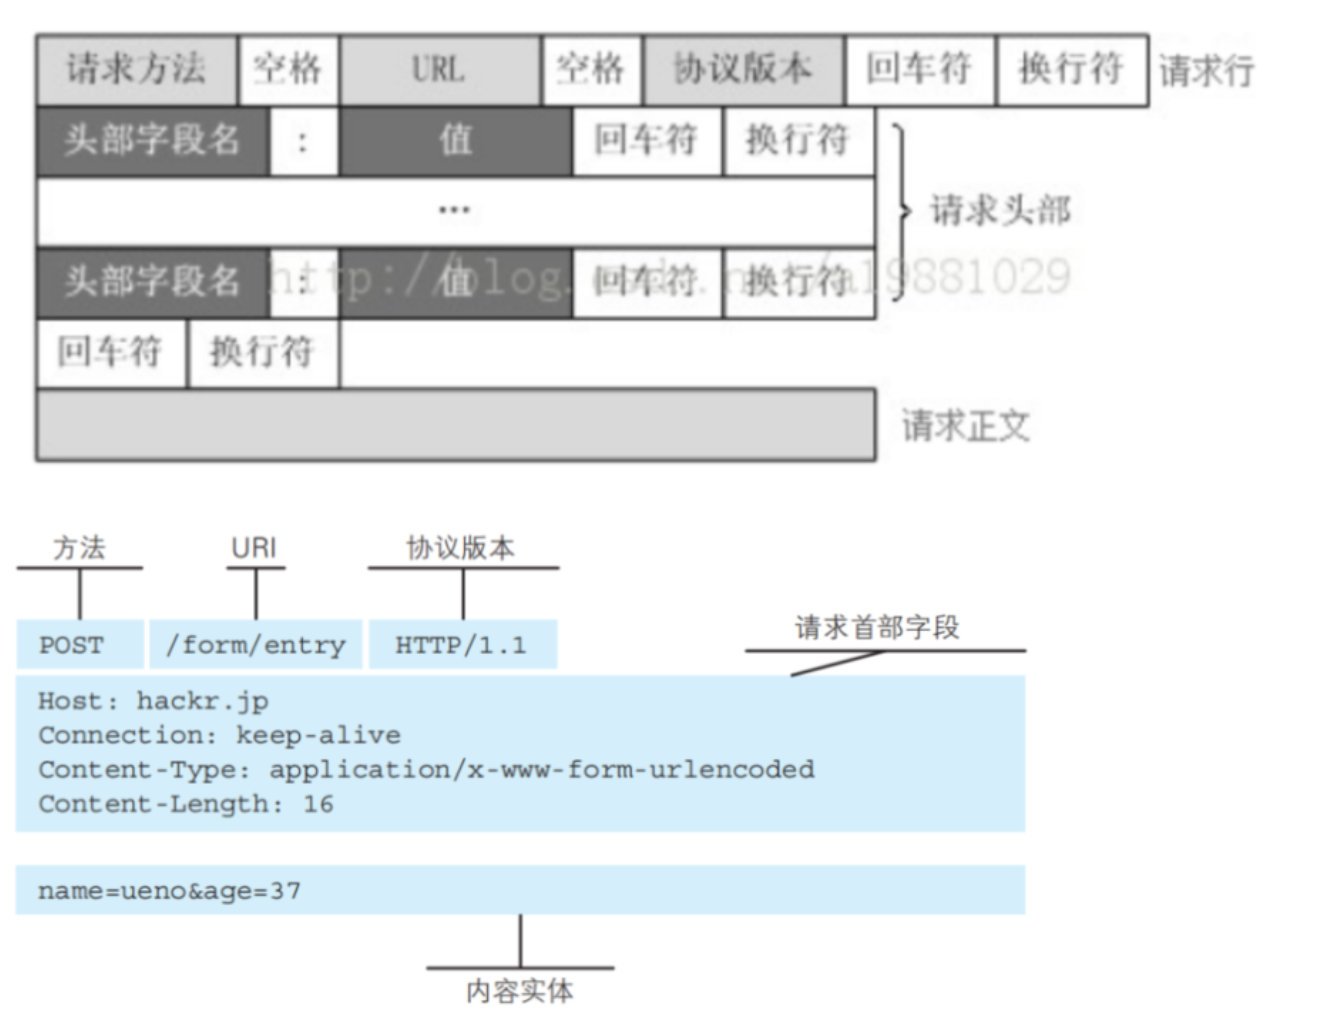 请求方法 空格 URL 空格 协议版本 回车符 换行符 请求行
头部字段名 : 值 回车符 换行符
... 请求头部
头部字段名 : 值 回车符 换行符
http://blog.csdn.net/a19881029
回车符 换行符
请求正文
方法 URI 协议版本
请求首部字段
POST /form/entry HTTP/1.1
Host: hackr.jp
Connection: keep-alive
Content-Type: application/x-www-form-urlencoded
Content-Length: 16
name=ueno&age=37
内容实体